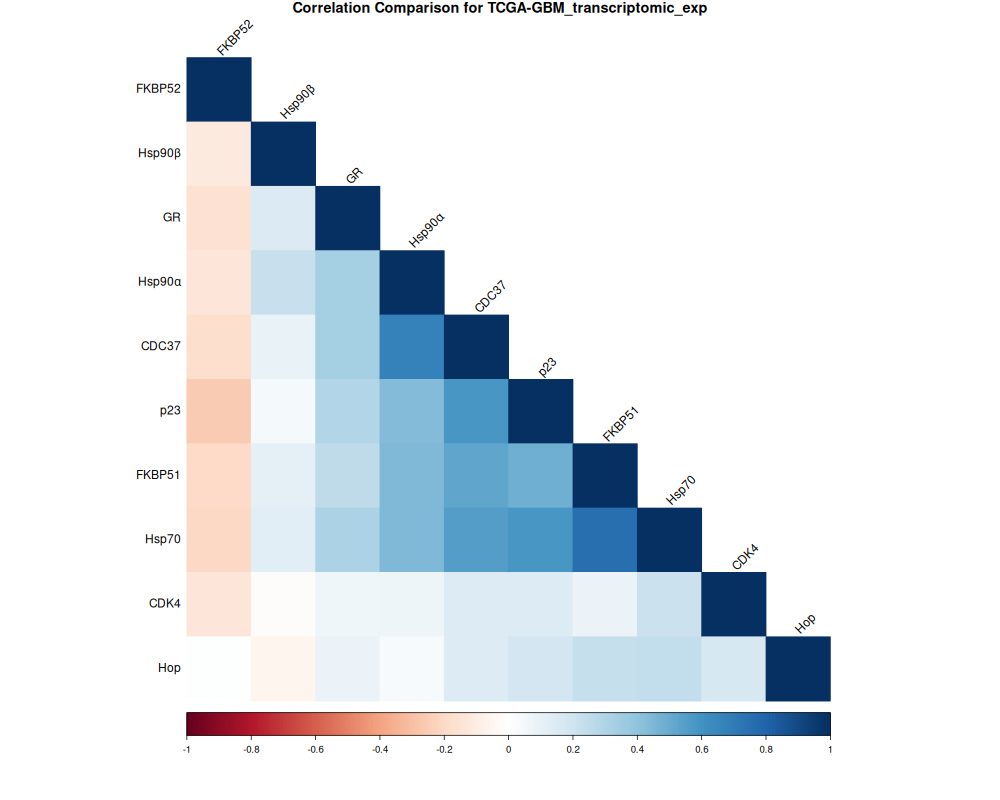 Correlation Comparison for TCGA-GBM_transcriptomic_exp
FKBP52
Hsp90β
GR
Hsp90α
CDC37
p23
FKBP51
Hsp70
CDK4
Hop
FKBP52
Hsp90β
GR
Hsp90α
CDC37
p23
FKBP51
Hsp70
CDK4
Hop
-1 -0.8 -0.6 -0.4 -0.2 0 0.2 0.4 0.6 0.8 1